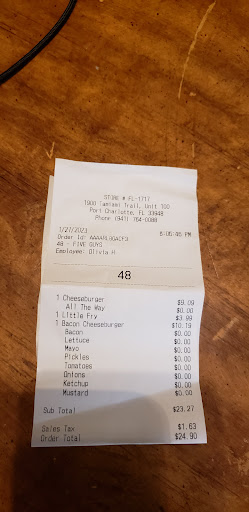 STORE # FL-1717
1900 Tamiami Trail, Unit 100
Port Charlotte, FL 33948
Phone (941) 764-0088
1/27/2023 6:06:46 PM
Order Id:
46 - FIVE GUYS
Employee: Olivia H
48
1 Cheeseburger $9.09
All The Way $0.00
1 Little Fry $3.99
1 Bacon Cheeseburger $10.19
Bacon $0.00
Lettuce $0.00
Mayo $0.00
Pickles $0.00
Tomatoes $0.00
Onions $0.00
Ketchup $0.00
Mustard $0.00
Sub Total $23.27
Sales Tax $1.63
Order Total $24.90